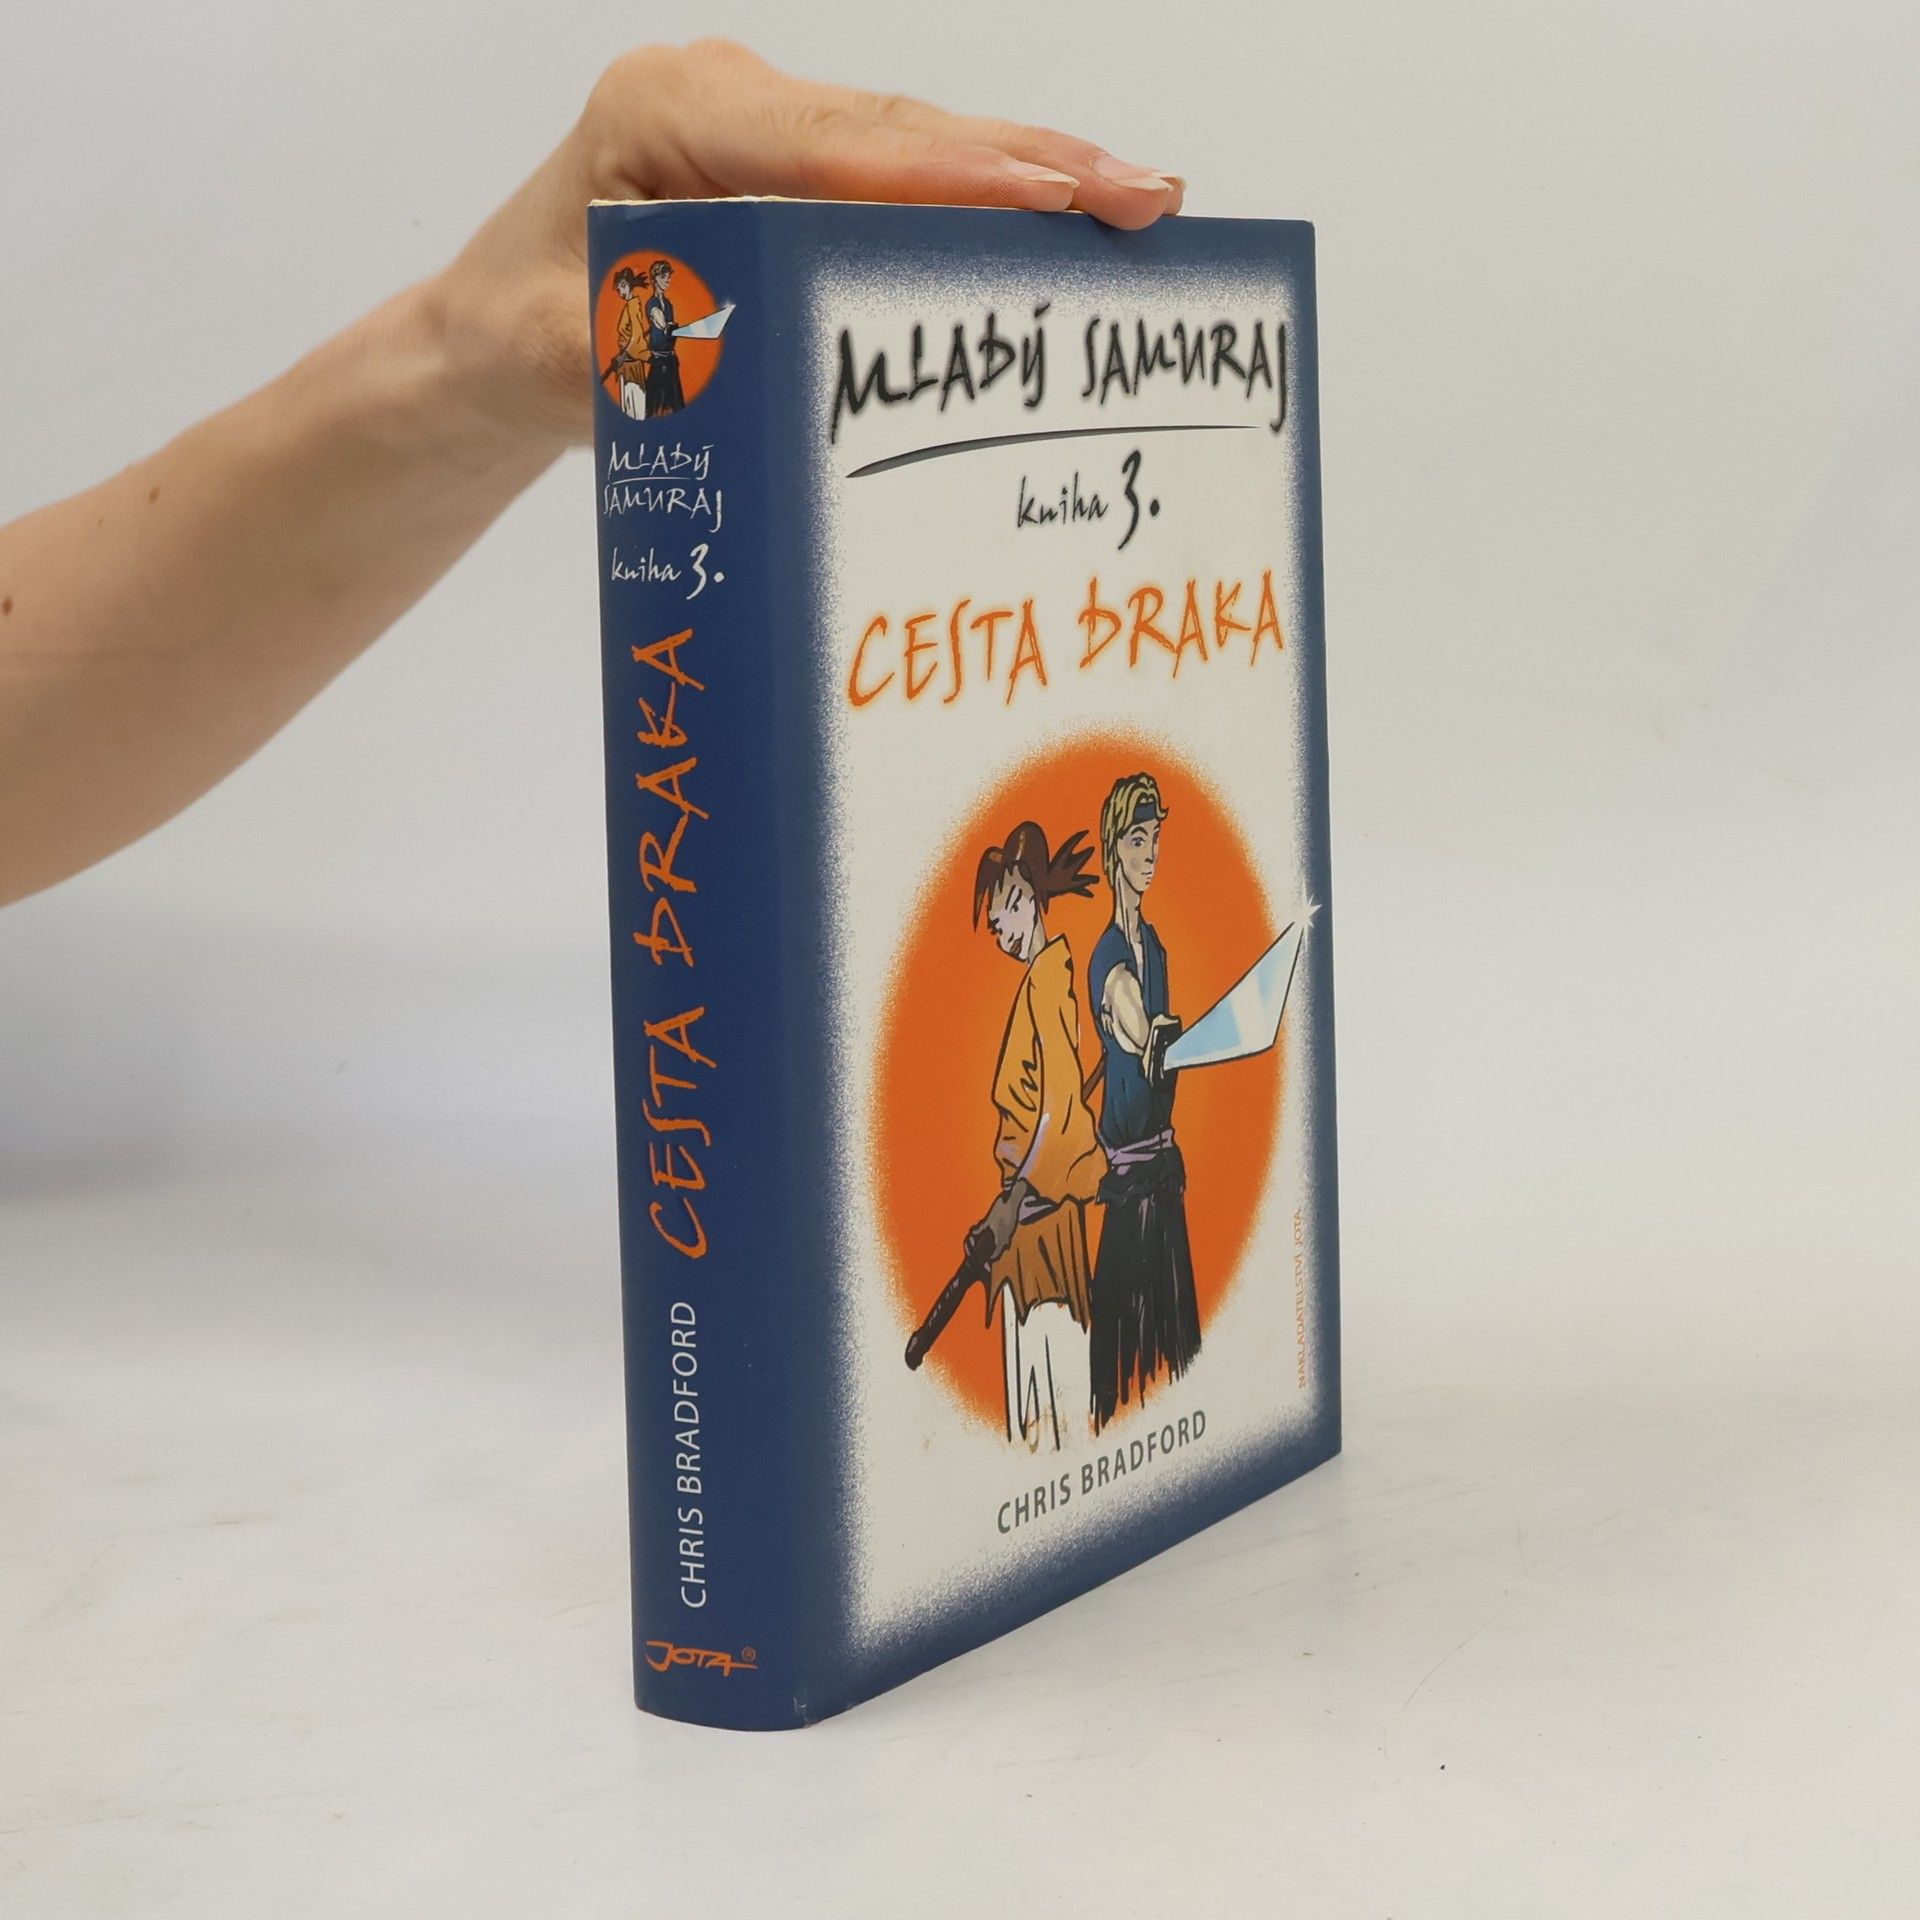 MLADÝ
SAMURAJ
kniha 3.
CESTA DRAKA
CHRIS BRADFORD
JOTA®
MLADÝ SAMURAJ
kniha 3.
CESTA DRAKA
NAKLADATELSTVÍ JOTA
CHRIS BRADFORD